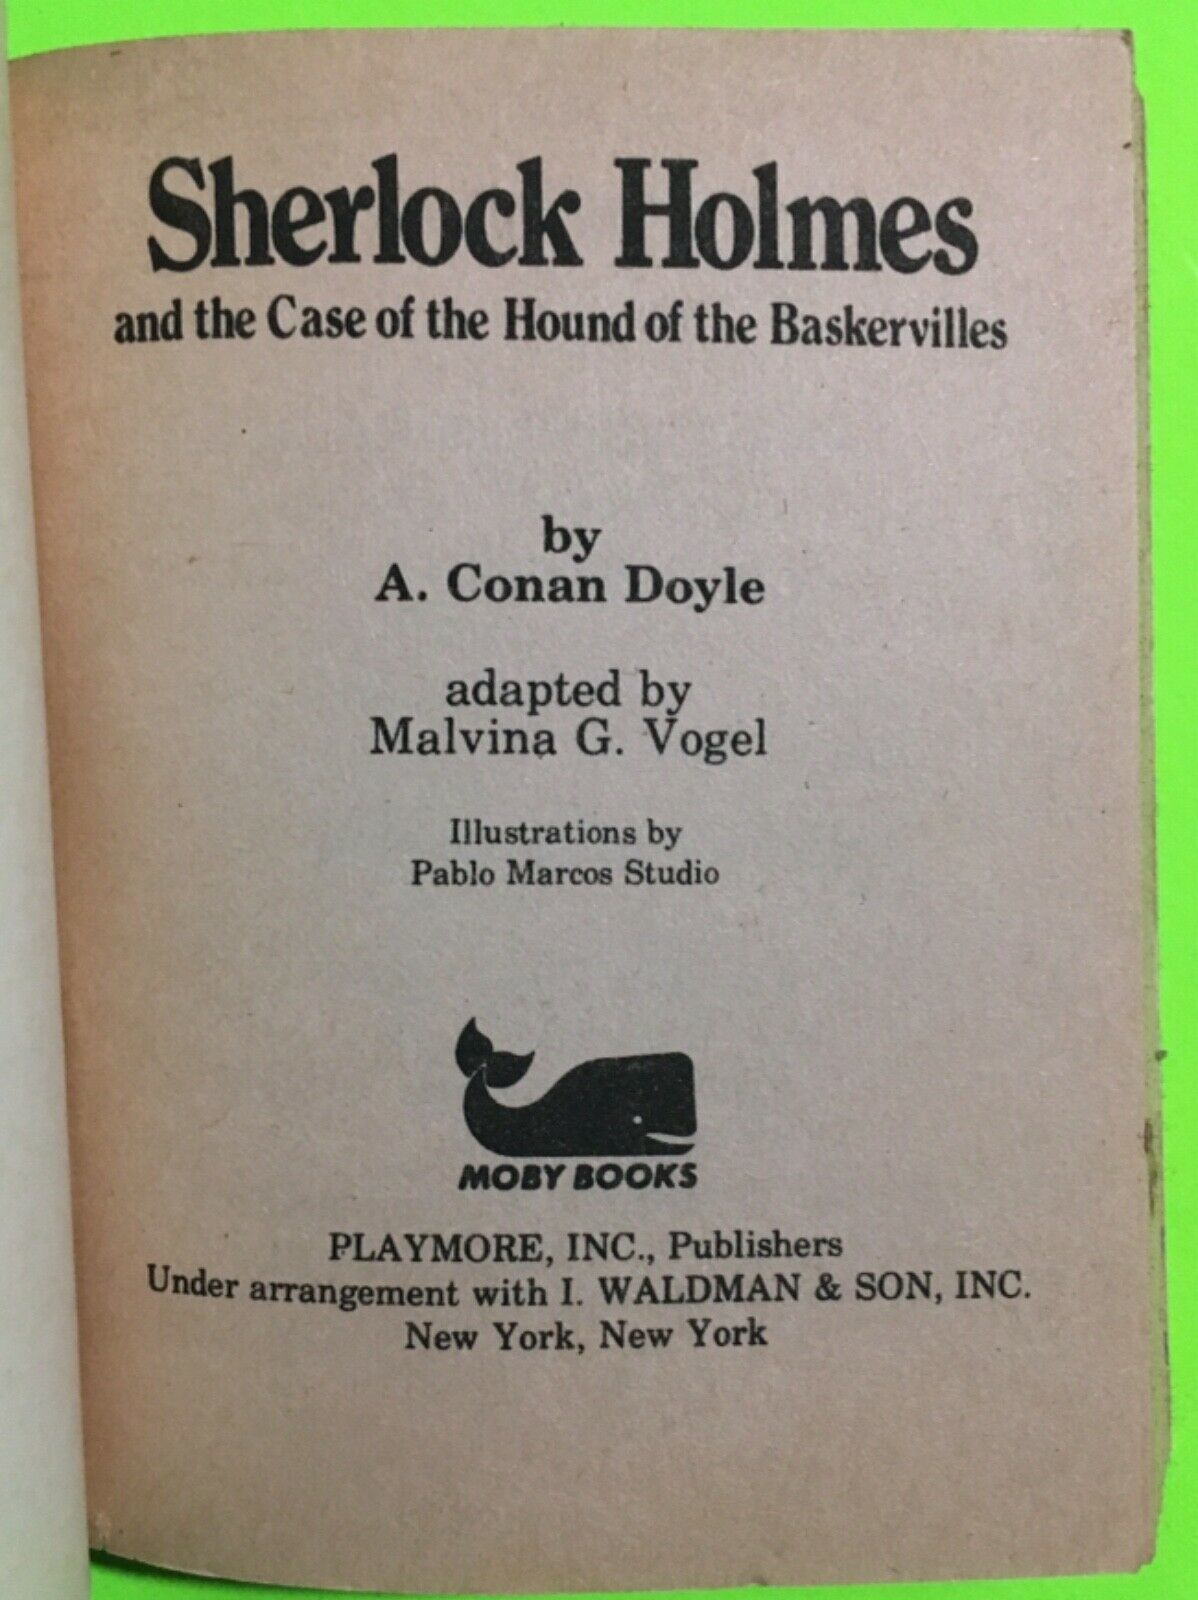 Sherlock Holmes
and the Case of the Hound of the Baskervilles
by
A. Conan Doyle
adapted by
Malvina G. Vogel
Illustrations by
Pablo Marcos Studio
MOBY BOOKS
PLAYMORE, INC., Publishers
Under arrangement with I. WALDMAN & SON, INC.
New York, New York